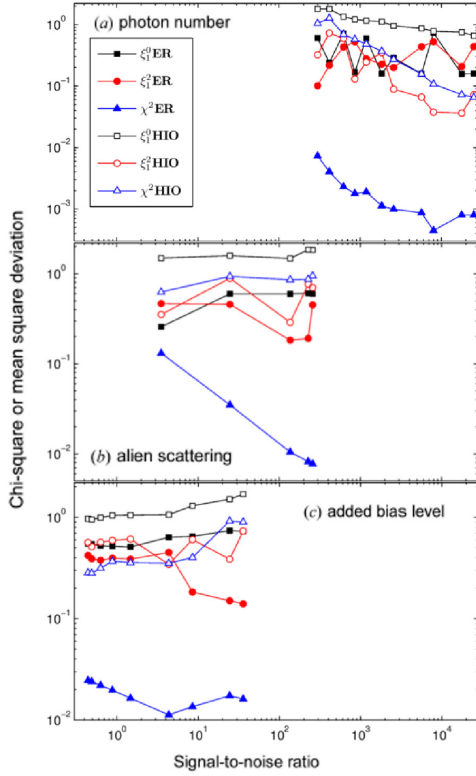 (a) photon number
10⁰
10⁻¹
10⁻²
10⁻³
ξ₁⁰ER
ξ₁²ER
χ²ER
ξ₁⁰HIO
ξ₁²HIO
χ²HIO
Chi-square or mean square deviation
10⁰
10⁻¹
10⁻²
(b) alien scattering
10⁰
10⁻¹
10⁻²
(c) added bias level
10⁰ 10¹ 10² 10³ 10⁴
Signal-to-noise ratio